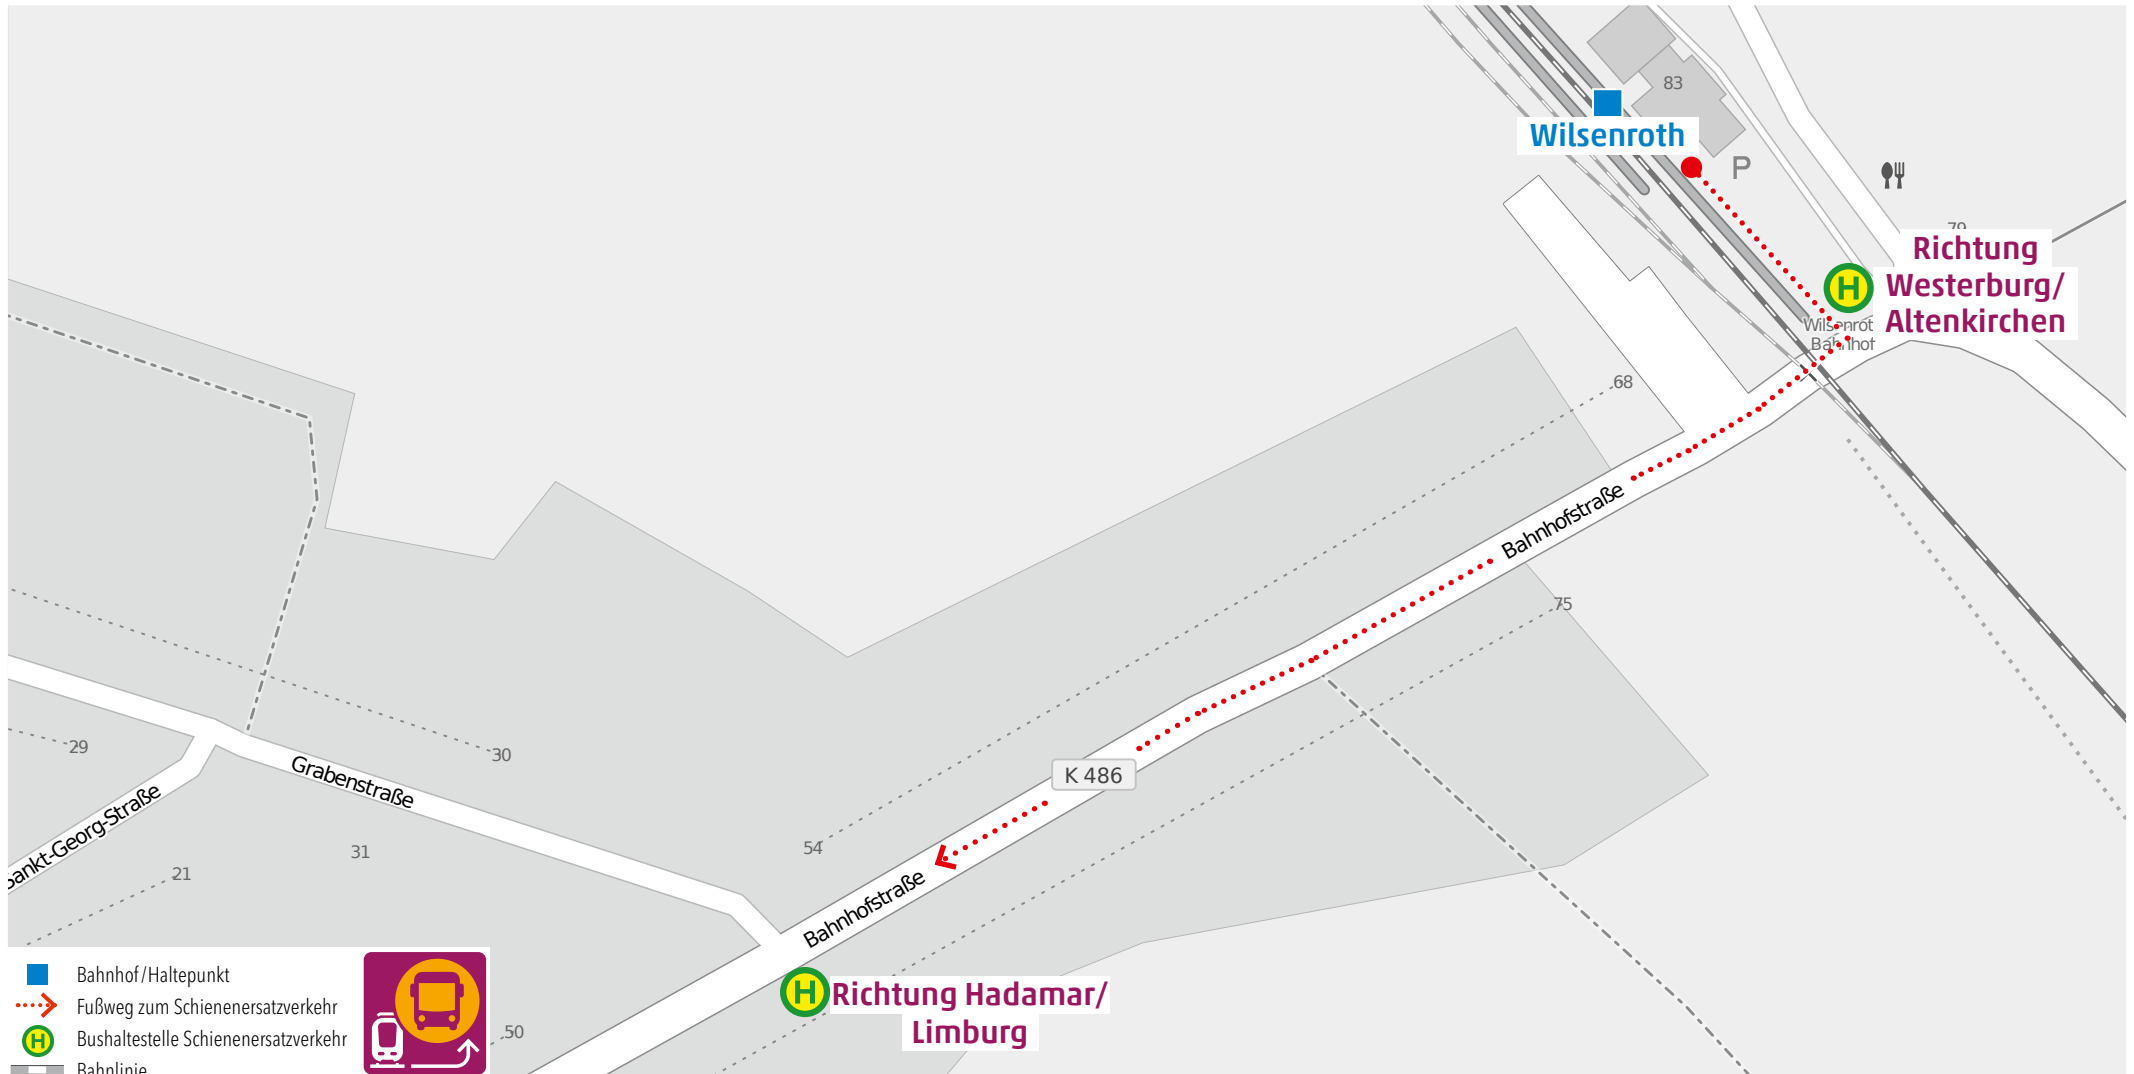 83
Wilsenroth
P
79
Richtung
Westerburg/
Altenkirchen
H
Bahnhof
68
Bahnhofstraße
75
K 486
29
30
Grabenstraße
Sankt-Georg-Straße
31
21
54
Bahnhofstraße
H
Richtung Hadamar/
Limburg
50
Bahnhof/Haltepunkt
Fußweg zum Schienenersatzverkehr
H
Bushaltestelle Schienenersatzverkehr
Bahnlinie